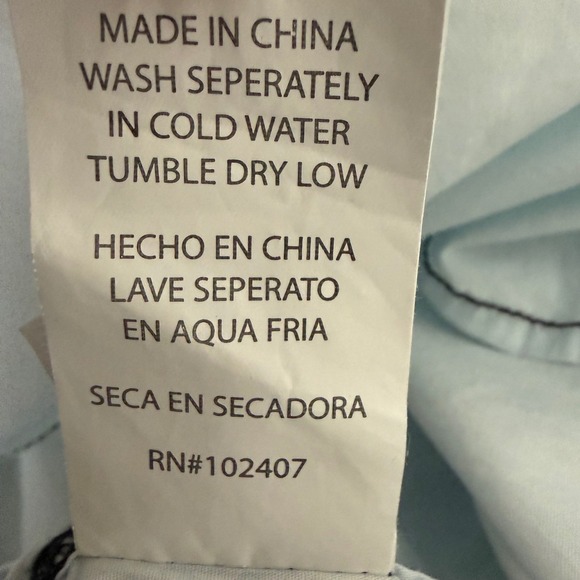 MADE IN CHINA
WASH SEPERATELY
IN COLD WATER
TUMBLE DRY LOW
HECHO EN CHINA
LAVE SEPERATO
EN AQUA FRIA
SECA EN SECADORA
RN#102407